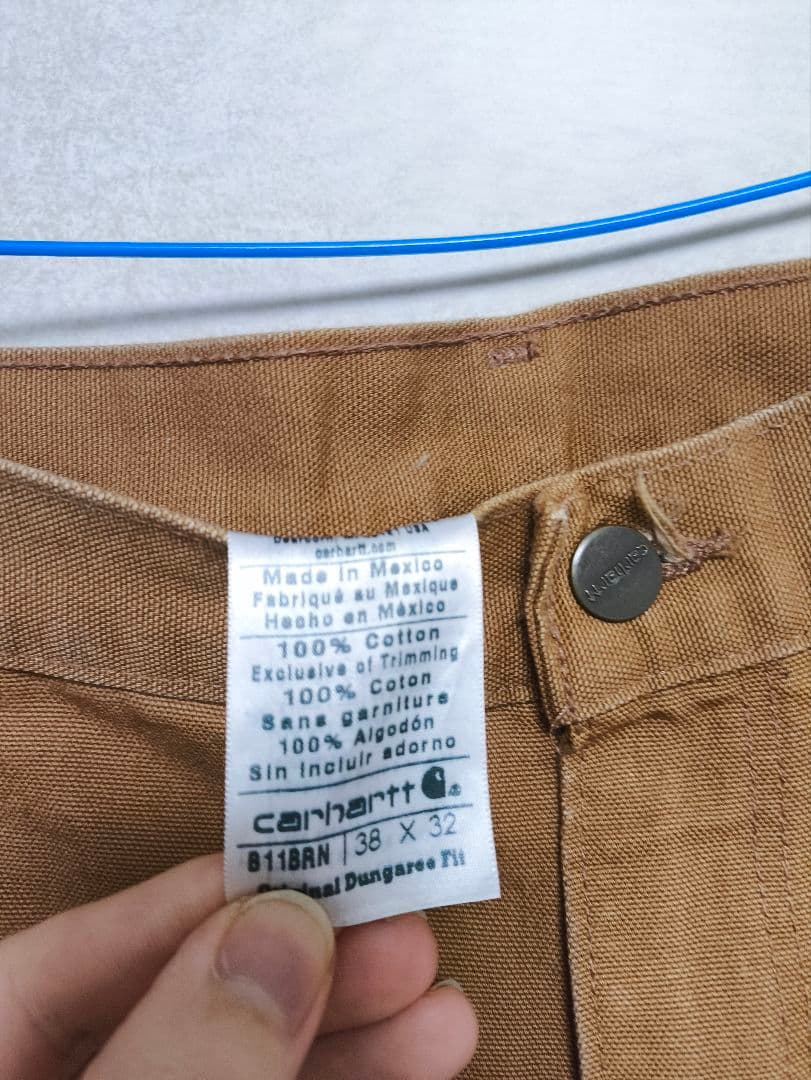 carhartt.com
Made in Mexico
Fabriqué au Mexique
Hecho en México
100% Cotton
Exclusive of Trimming
100% Coton
Sans garniture
100% Algodón
Sin incluir adorno
carhartt
B11BRN 38 X 32
Original Dungaree Fit